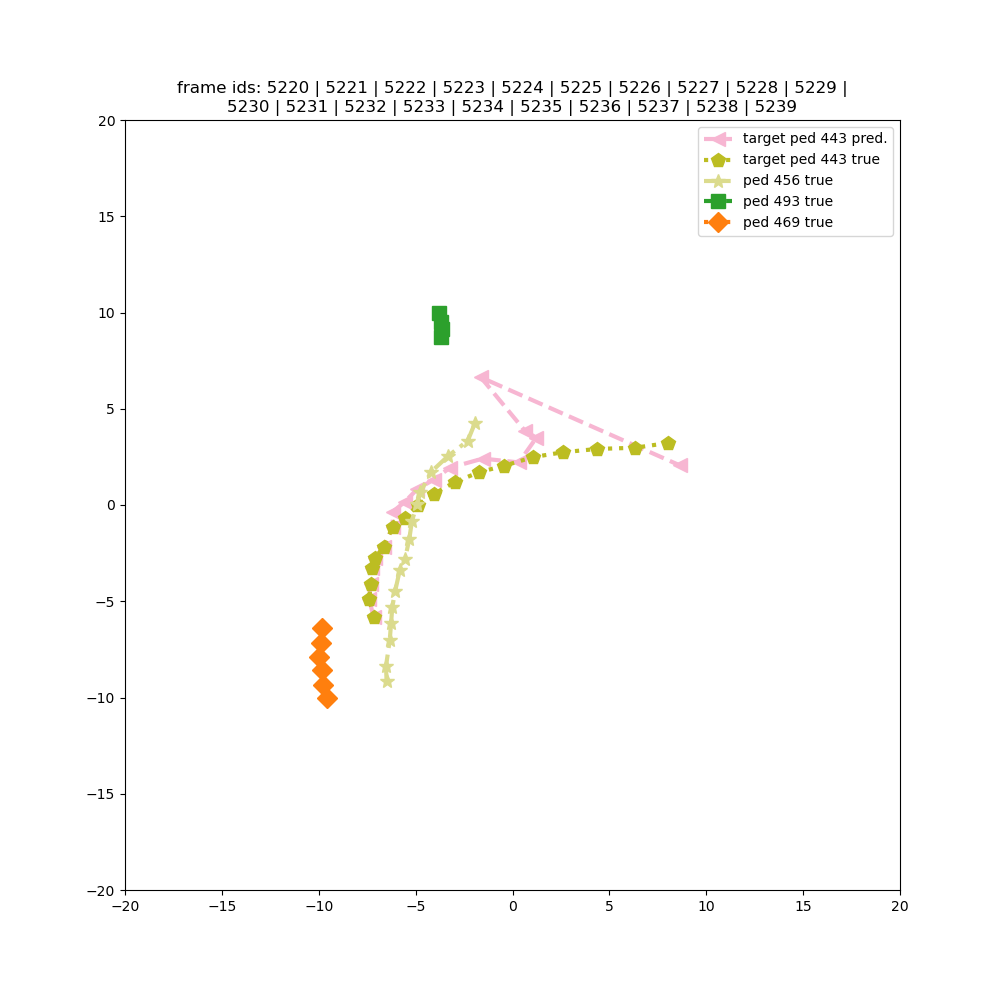 frame ids: 5220 | 5221 | 5222 | 5223 | 5224 | 5225 | 5226 | 5227 | 5228 | 5229 |
5230 | 5231 | 5232 | 5233 | 5234 | 5235 | 5236 | 5237 | 5238 | 5239
target ped 443 pred.
target ped 443 true
ped 456 true
ped 493 true
ped 469 true
20
15
10
5
0
−5
−10
−15
−20
−20 −15 −10 −5 0 5 10 15 20